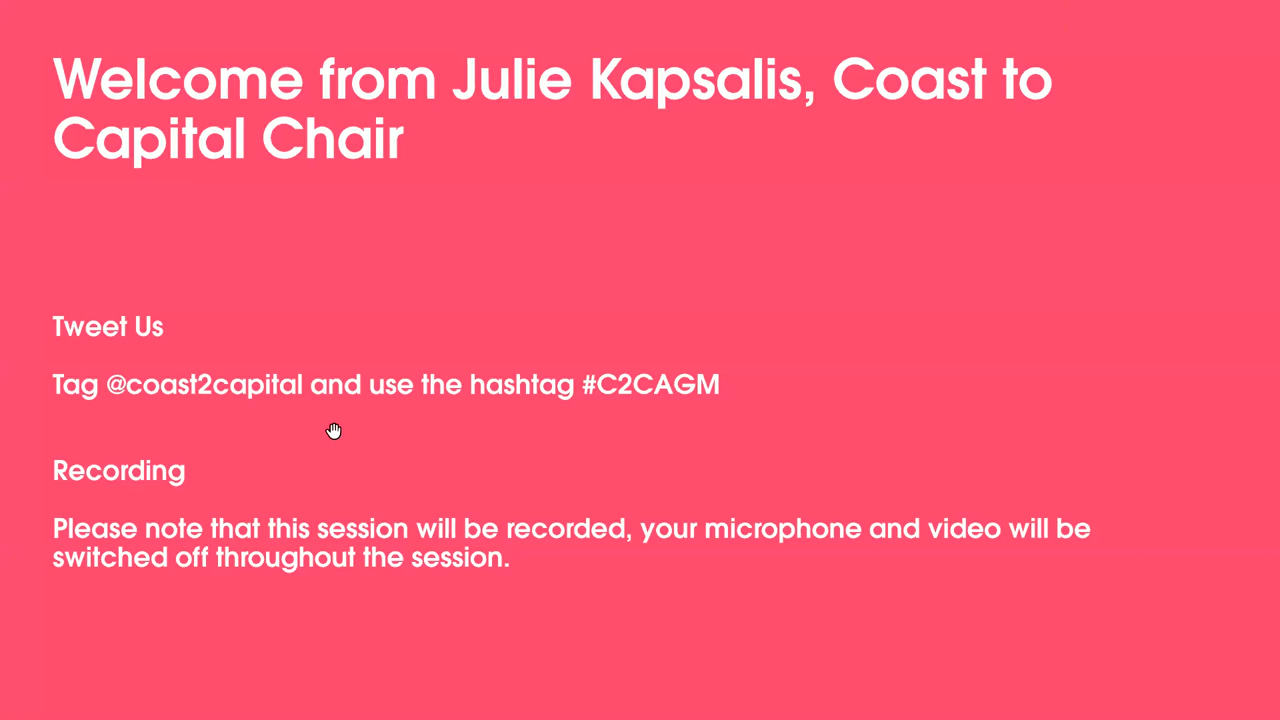 Welcome from Julie Kapsalis, Coast to
Capital Chair
Tweet Us
Tag @coast2capital and use the hashtag #C2CAGM
Recording
Please note that this session will be recorded, your microphone and video will be
switched off throughout the session.